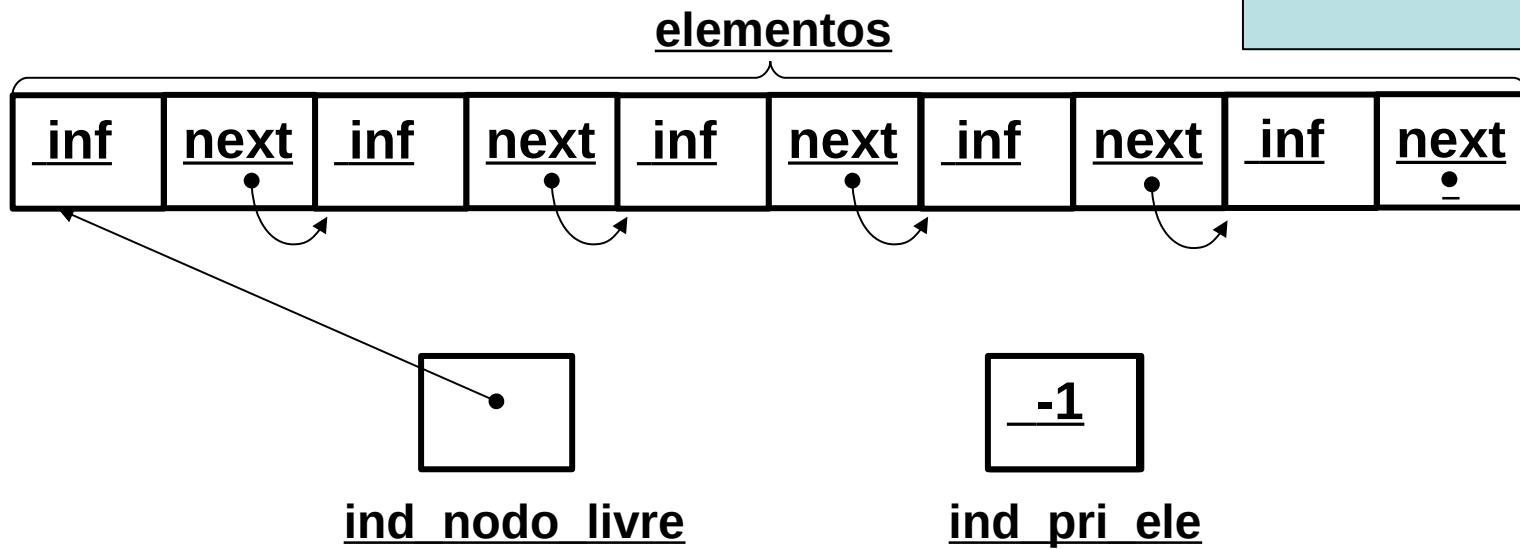 elementos
inf next inf next inf next inf next inf next
-1
ind_nodo_livre ind_pri_ele